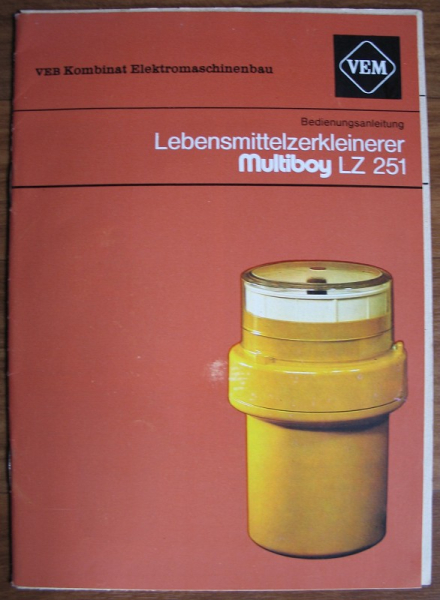 VEB Kombinat Elektromaschinenbau
VEM
Bedienungsanleitung
Lebensmittelzerkleinerer
Multiboy LZ 251